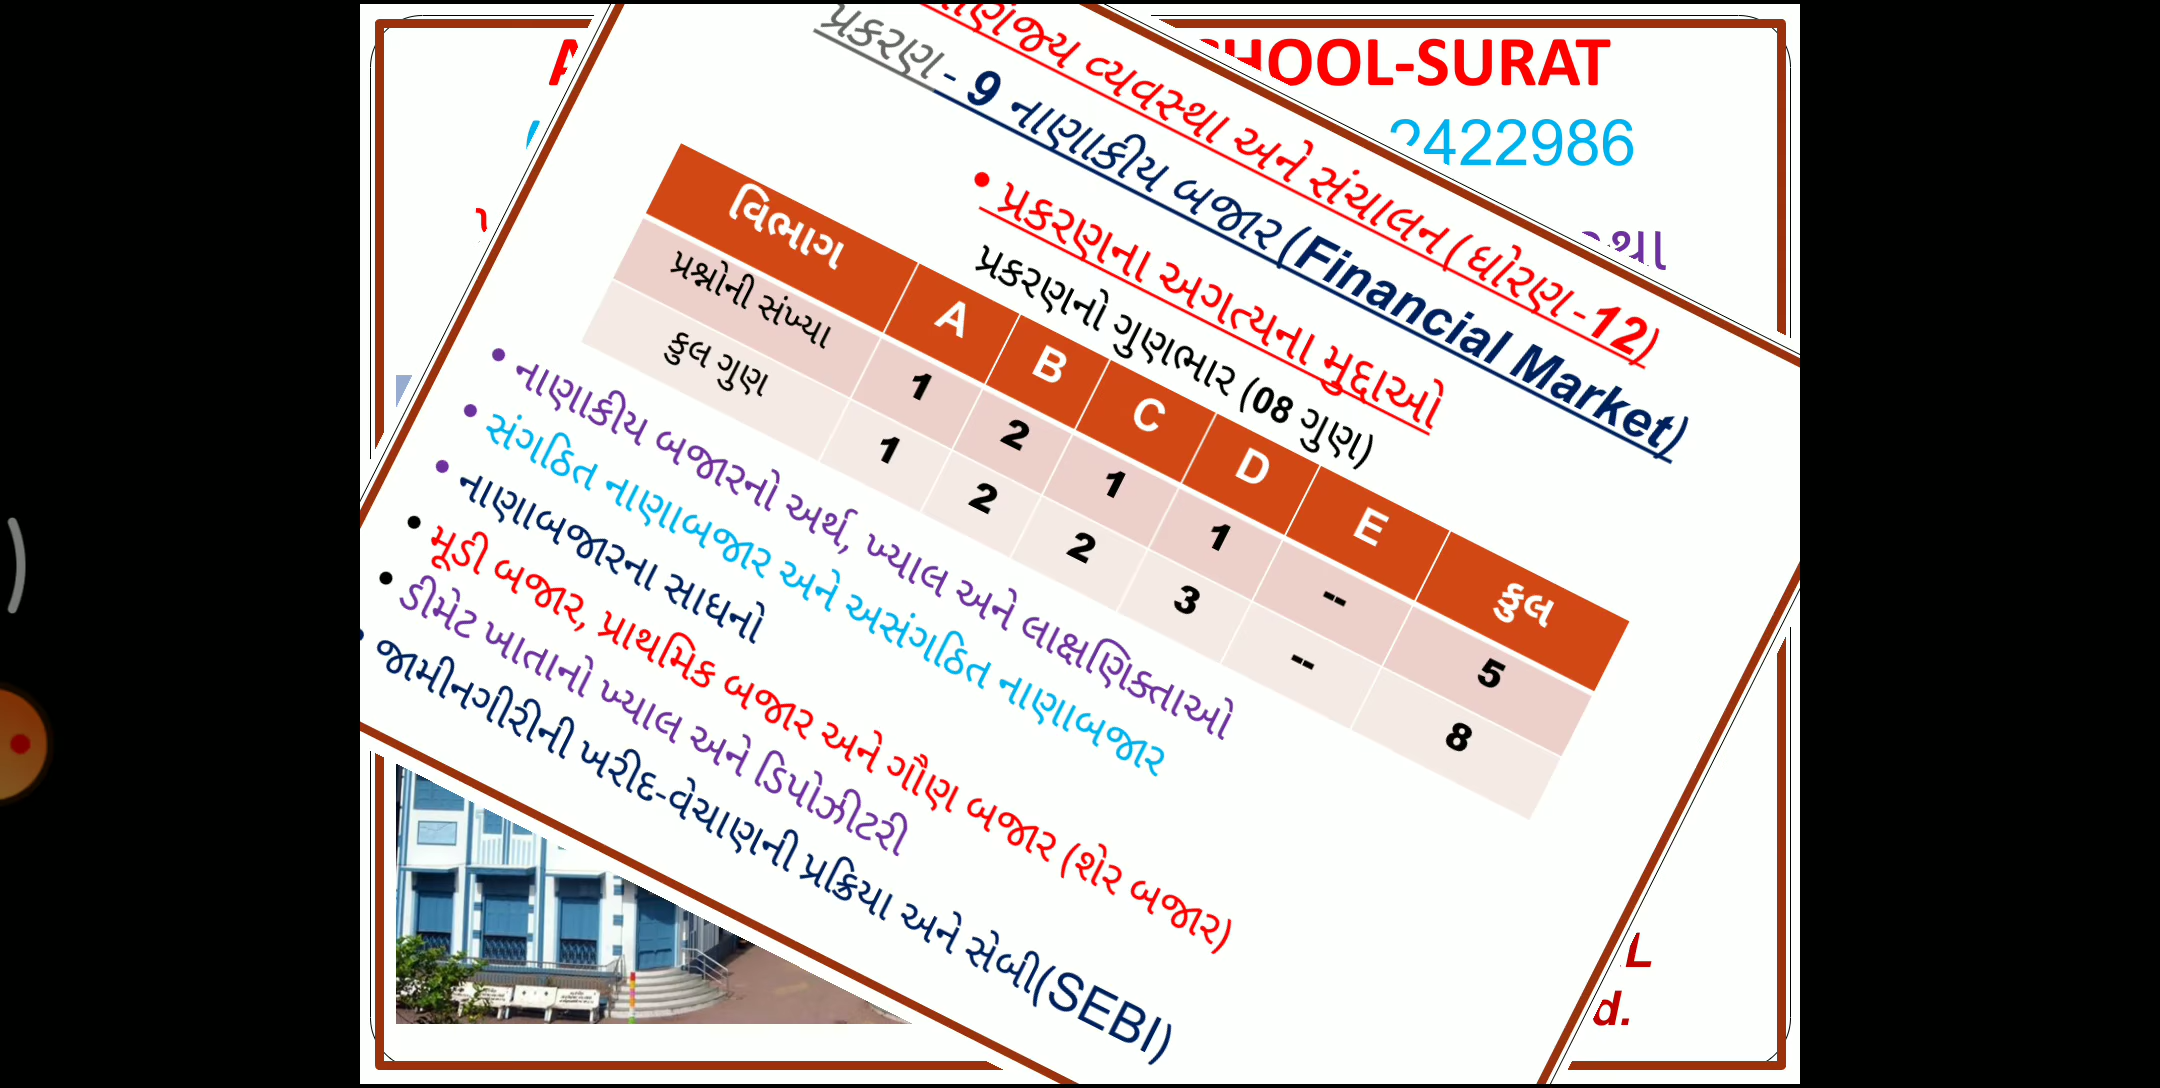 HOOL-SURAT
2422986
વ્યવસ્થા અને સંચાલન (ધોરણ-12)
પ્રકરણ- 9 નાણાકીય બજાર (Financial Market)
• પ્રકરણના અગત્યના મુદ્દાઓ
પ્રકરણનો ગુણભાર (08 ગુણ)
વિભાગ A B C D E કુલ
પ્રશ્નોની સંખ્યા 1 2 1 1 -- 5
કુલ ગુણ 1 2 2 3 -- 8
• નાણાકીય બજારનો અર્થ, ખ્યાલ અને લાક્ષણિક્તાઓ
• સંગઠિત નાણાબજાર અને અસંગઠિત નાણાબજાર
• નાણાબજારના સાધનો
• મૂડી બજાર, પ્રાથમિક બજાર અને ગૌણ બજાર (શેર બજાર)
• ડીમેટ ખાતાનો ખ્યાલ અને ડિપોઝીટરી
• જામીનગીરીની ખરીદ-વેચાણની પ્રક્રિયા અને સેબી(SEBI)
d.